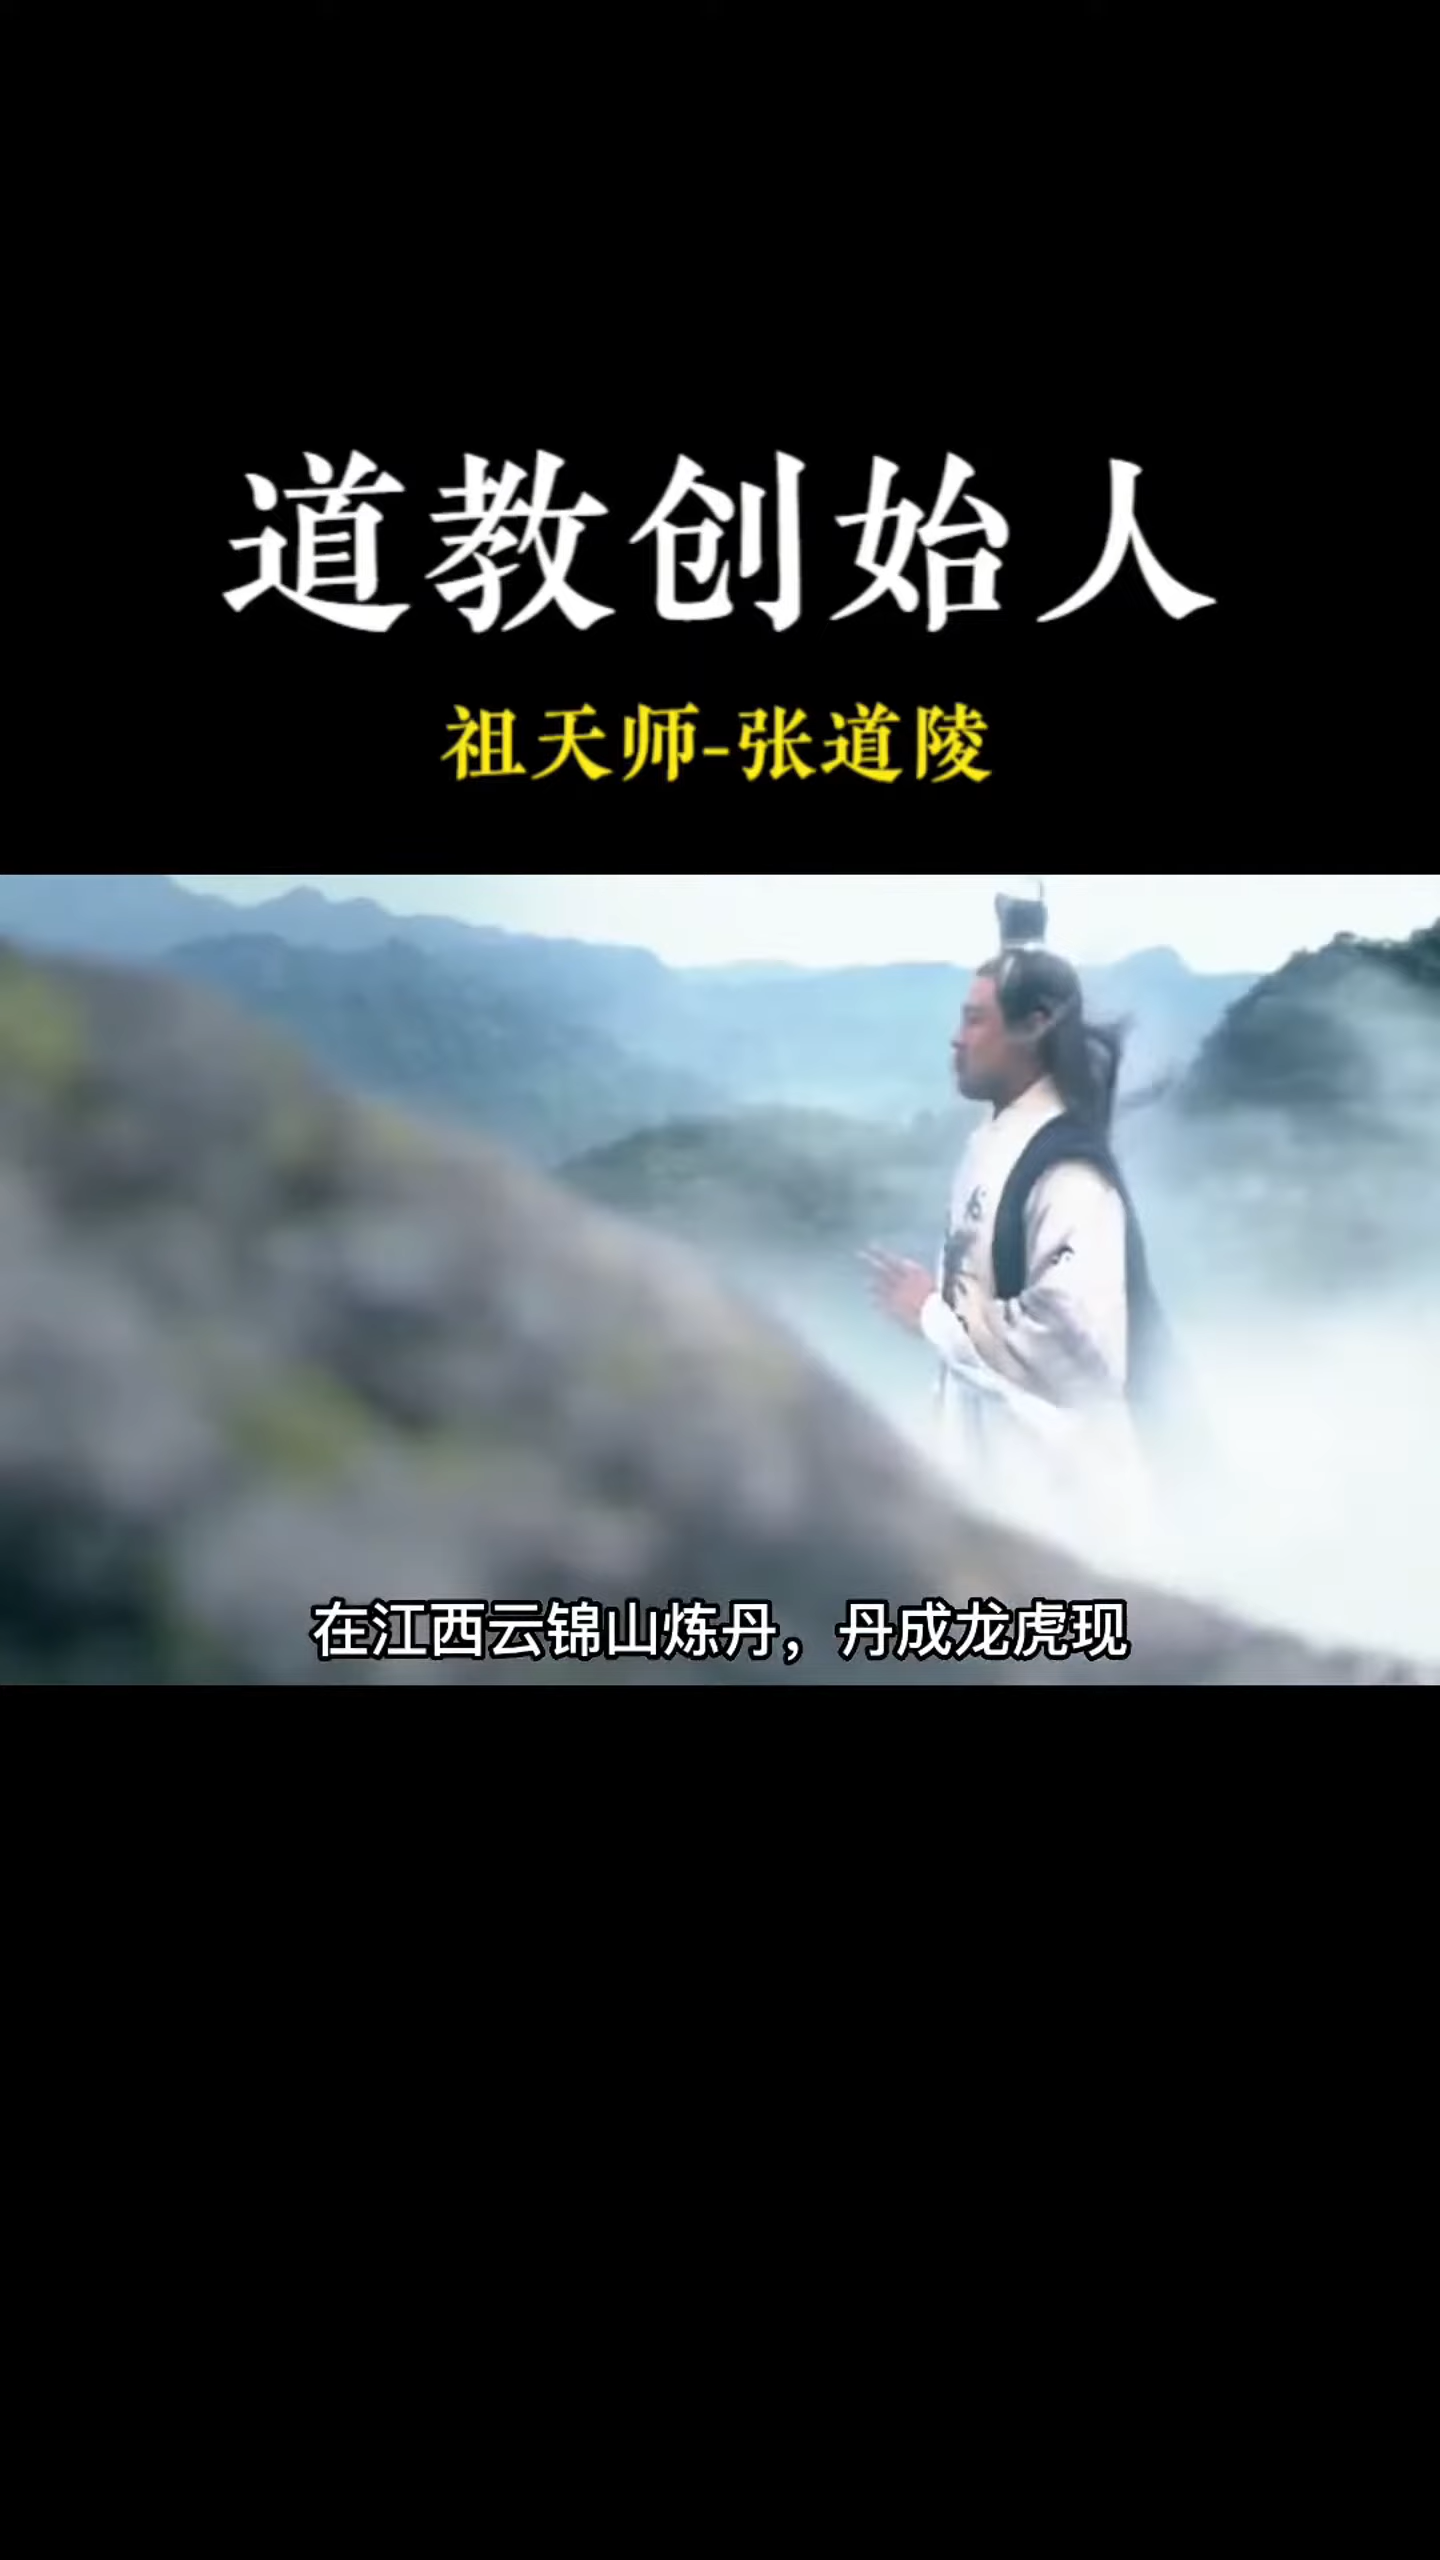 道教创始人
祖天师-张道陵
在江西云锦山炼丹，丹成龙虎现